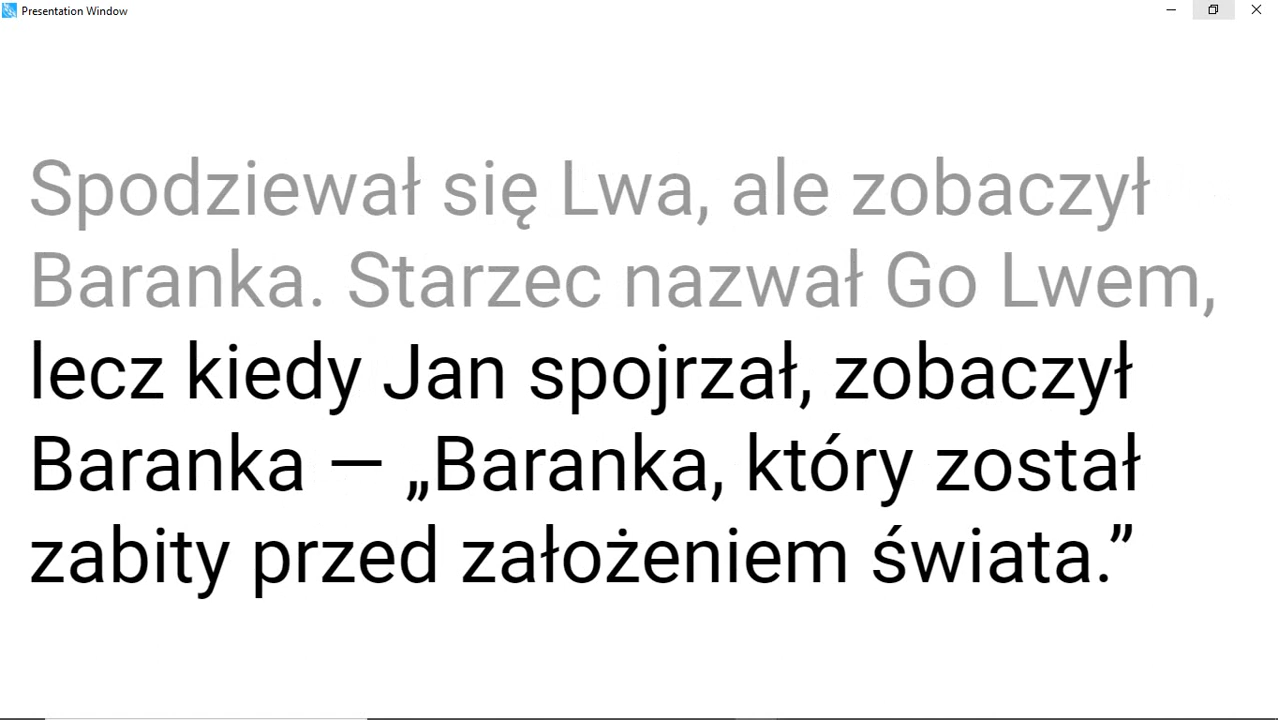 Presentation Window
Spodziewał się Lwa, ale zobaczył
Baranka. Starzec nazwał Go Lwem,
lecz kiedy Jan spojrzał, zobaczył
Baranka — „Baranka, który został
zabity przed założeniem świata.”